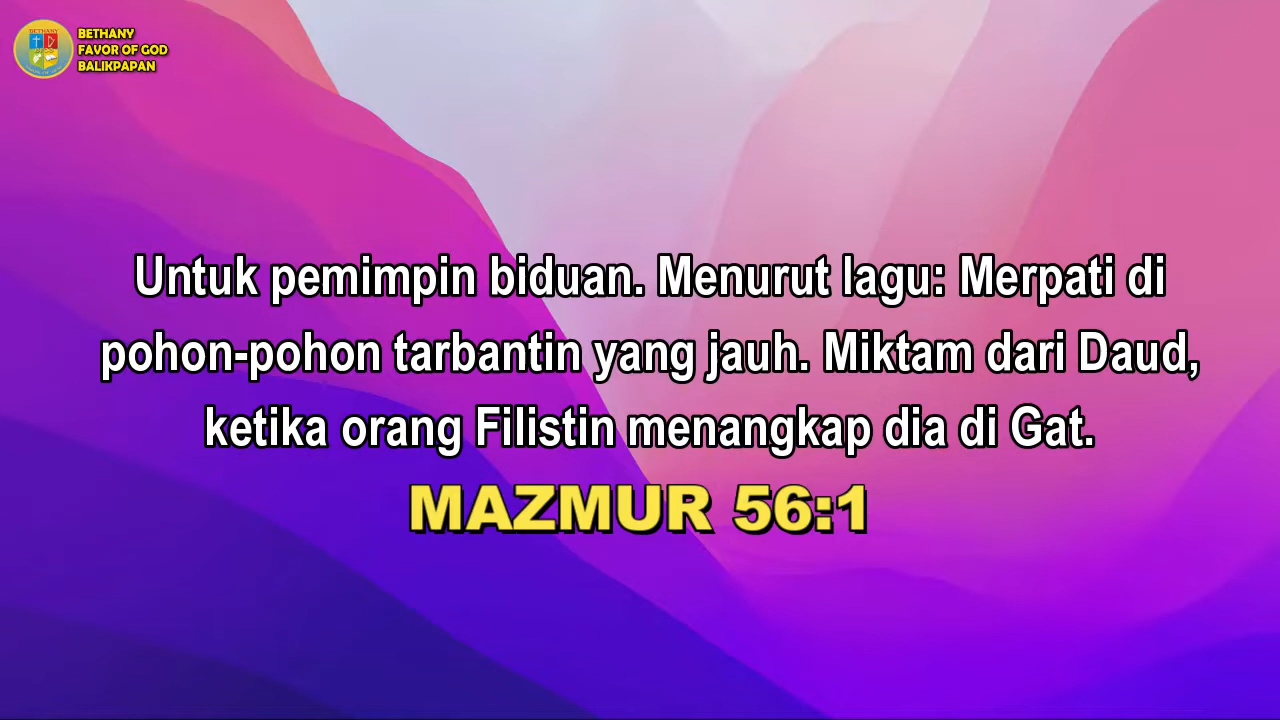 BETHANY
FAVOR OF GOD
BALIKPAPAN
Untuk pemimpin biduan. Menurut lagu: Merpati di
pohon-pohon tarbantin yang jauh. Miktam dari Daud,
ketika orang Filistin menangkap dia di Gat.
MAZMUR 56:1